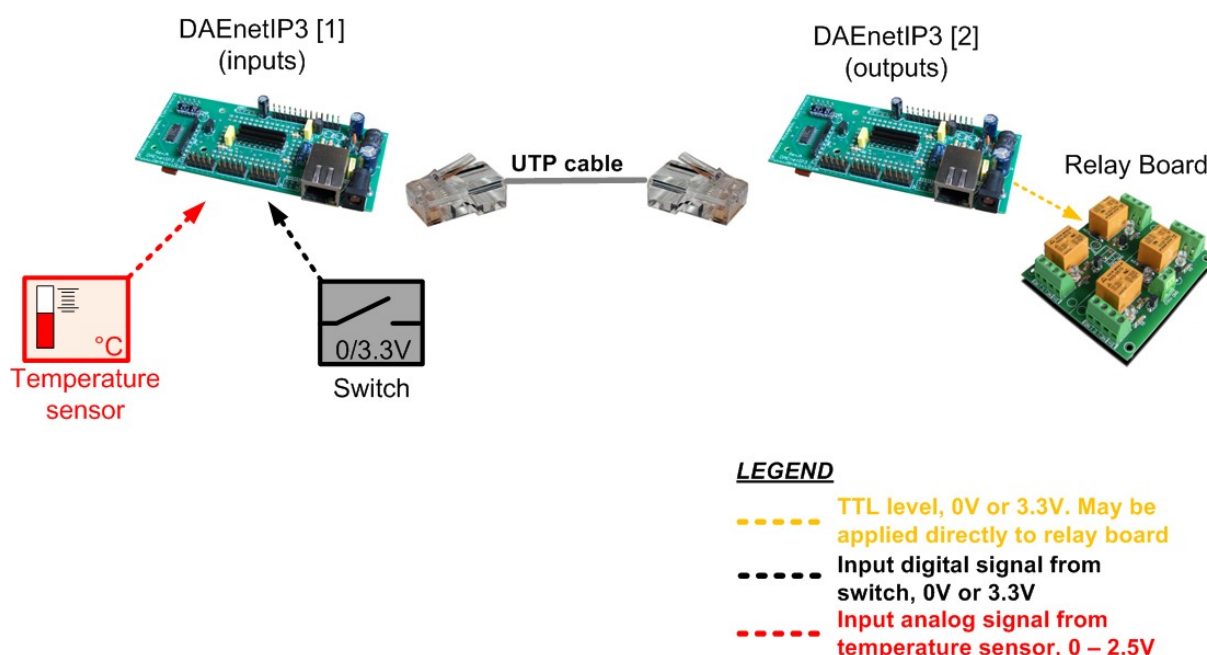 DAEnetIP3 [1]
(inputs)
DAEnetIP3 [2]
(outputs)
UTP cable
Relay Board
°C
Temperature
sensor
0/3.3V
Switch
LEGEND
TTL level, 0V or 3.3V. May be
applied directly to relay board
Input digital signal from
switch, 0V or 3.3V
Input analog signal from
temperature sensor, 0 – 2.5V